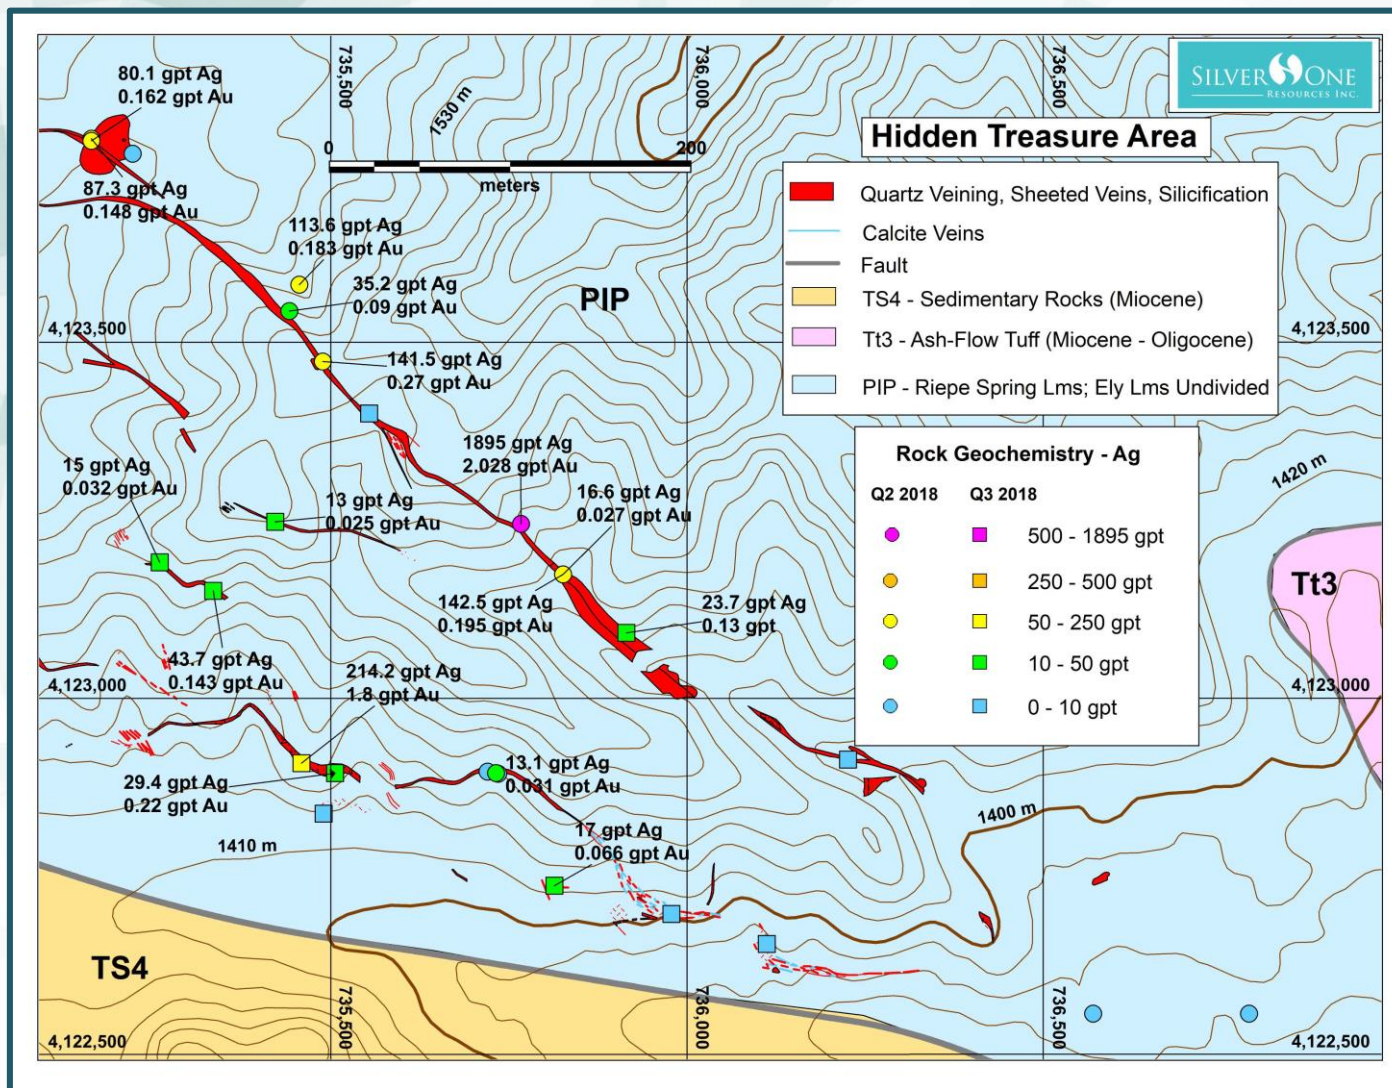 SILVER ONE
RESOURCES INC.
Hidden Treasure Area
Quartz Veining, Sheeted Veins, Silicification
Calcite Veins
Fault
TS4 - Sedimentary Rocks (Miocene)
Tt3 - Ash-Flow Tuff (Miocene - Oligocene)
PIP - Riepe Spring Lms; Ely Lms Undivided
Rock Geochemistry - Ag
Q2 2018 Q3 2018
500 - 1895 gpt
250 - 500 gpt
50 - 250 gpt
10 - 50 gpt
0 - 10 gpt
735,500
736,000
736,500
1530 m
0 200
meters
80.1 gpt Ag
0.162 gpt Au
87.3 gpt Ag
0.148 gpt Au
113.6 gpt Ag
0.183 gpt Au
35.2 gpt Ag
0.09 gpt Au
PIP
4,123,500
4,123,500
141.5 gpt Ag
0.27 gpt Au
1895 gpt Ag
2.028 gpt Au
15 gpt Ag
0.032 gpt Au
13 gpt Ag
0.025 gpt Au
16.6 gpt Ag
0.027 gpt Au
1420 m
Tt3
142.5 gpt Ag
0.195 gpt Au
23.7 gpt Ag
0.13 gpt
43.7 gpt Ag
0.143 gpt Au
214.2 gpt Ag
1.8 gpt Au
4,123,000
4,123,000
29.4 gpt Ag
0.22 gpt Au
13.1 gpt Ag
0.031 gpt Au
17 gpt Ag
0.066 gpt Au
1410 m
1400 m
TS4
735,500
736,000
736,500
4,122,500
4,122,500